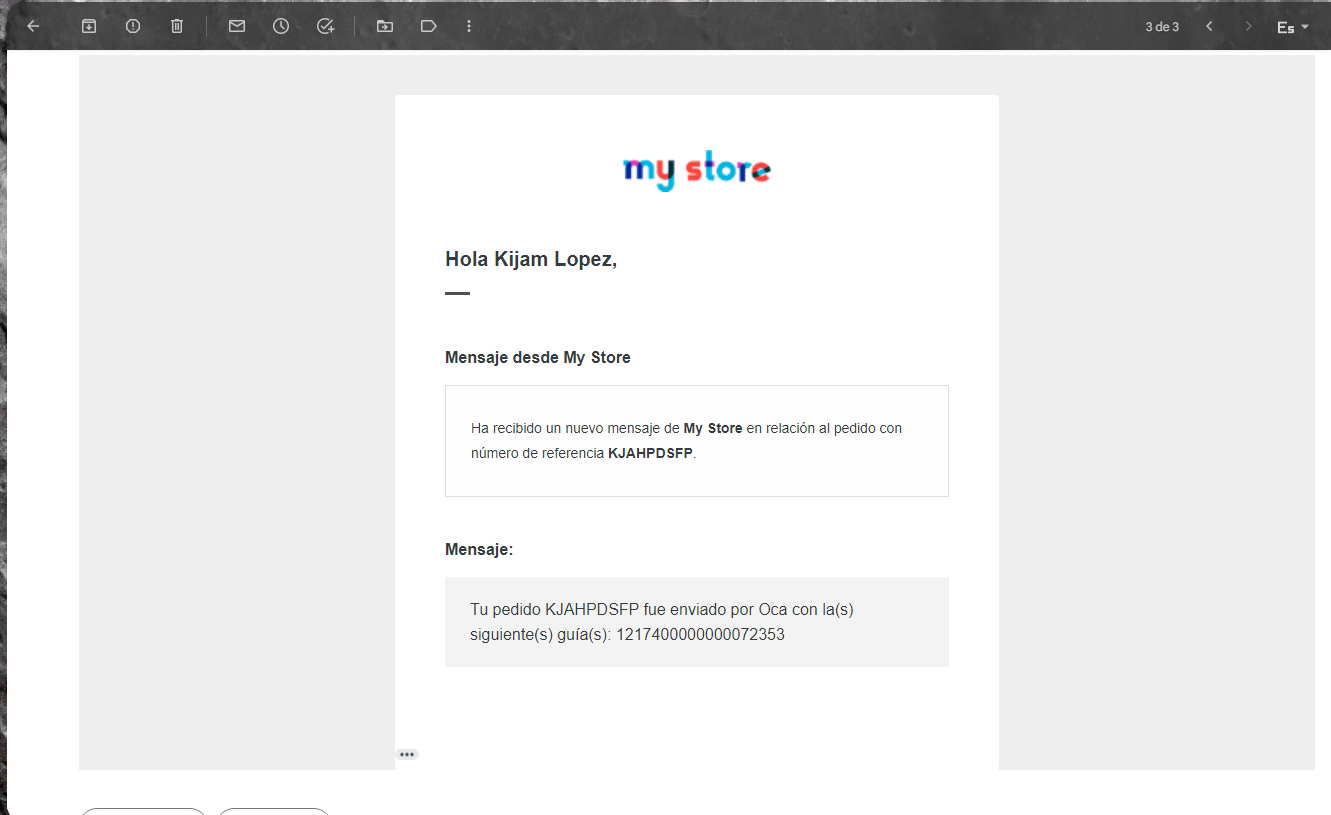 3 de 3
Es
my store
Hola Kijam Lopez,
Mensaje desde My Store
Ha recibido un nuevo mensaje de My Store en relación al pedido con
número de referencia KJAHPDSFP.
Mensaje:
Tu pedido KJAHPDSFP fue enviado por Oca con la(s)
siguiente(s) guía(s): 1217400000000072353